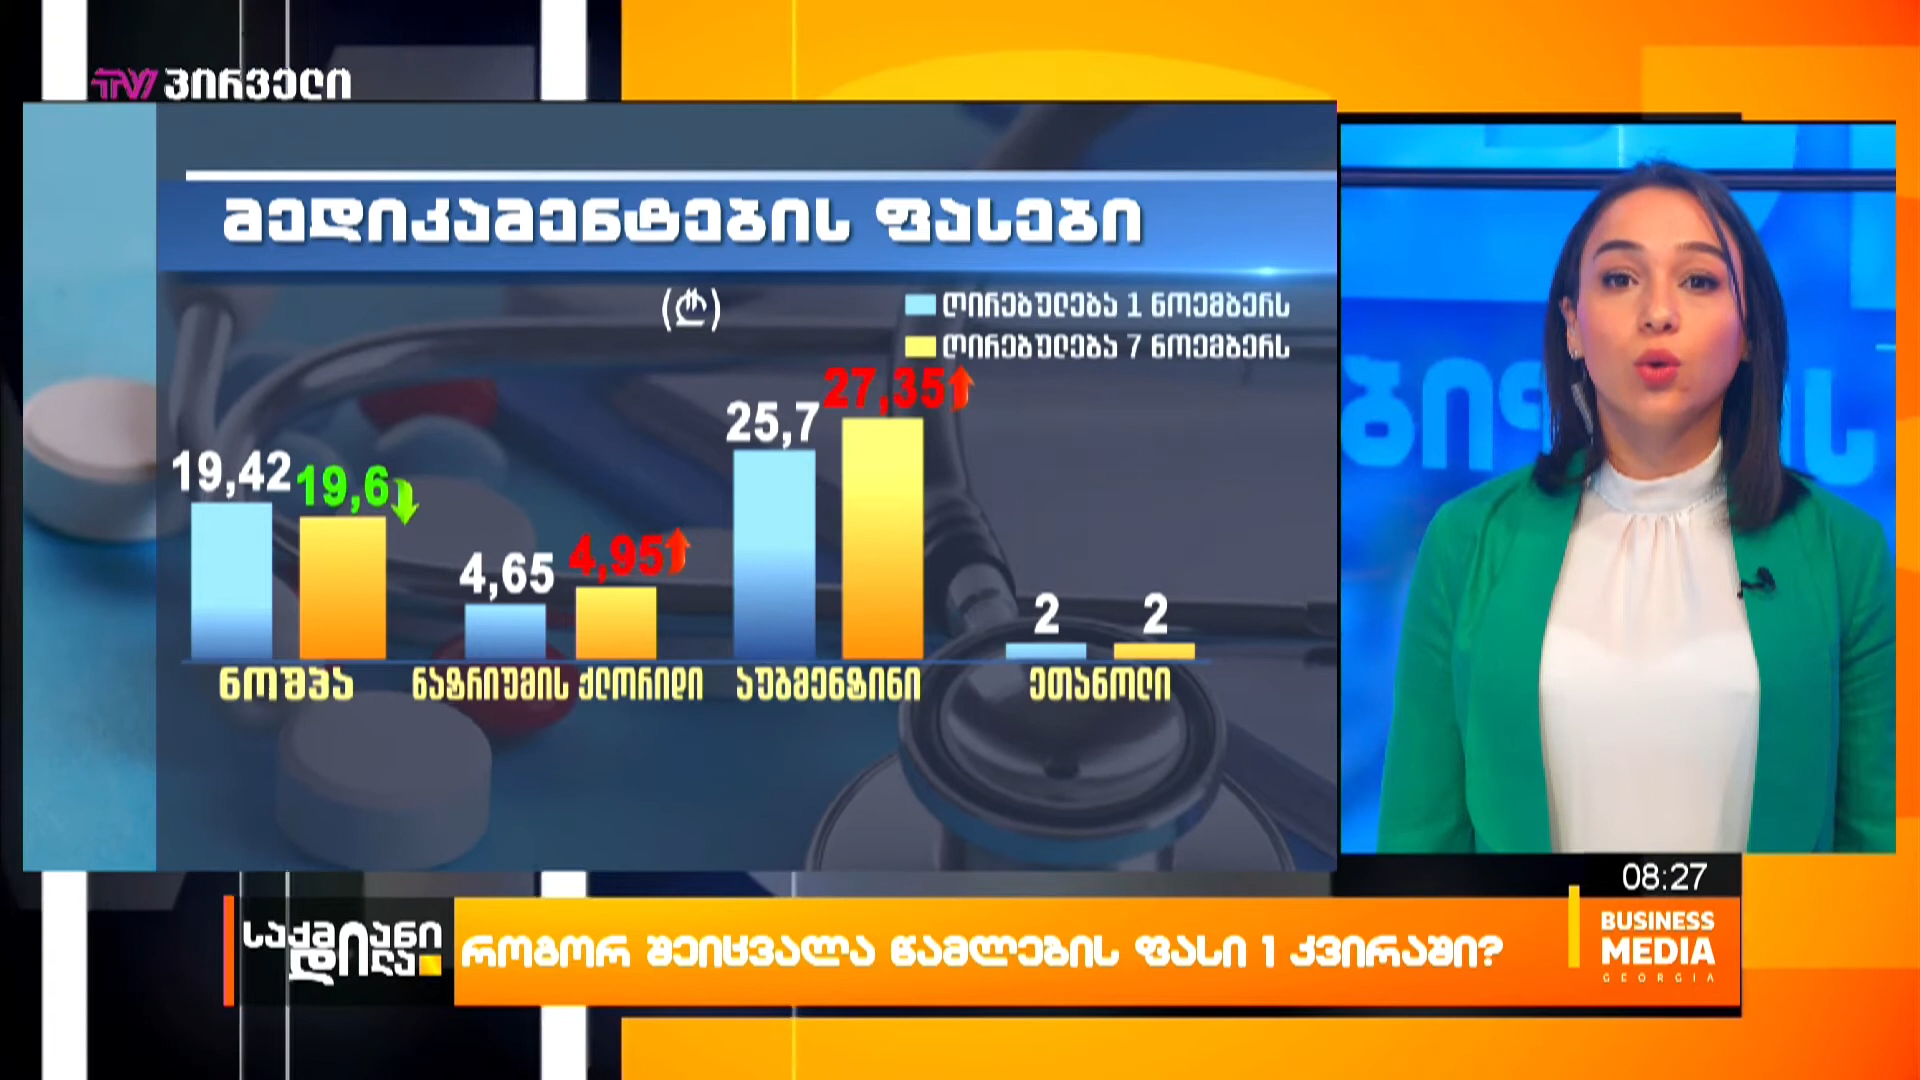 TV ᲞᲘᲠᲕᲔᲚᲘ
ᲛᲔᲓᲘᲙᲐᲛᲔᲜᲢᲔᲑᲘᲡ ᲤᲐᲡᲔᲑᲘ
(₾)
ᲦᲘᲠᲔᲑᲣᲚᲔᲑᲐ 1 ᲜᲝᲔᲛᲑᲔᲠᲡ
ᲦᲘᲠᲔᲑᲣᲚᲔᲑᲐ 7 ᲜᲝᲔᲛᲑᲔᲠᲡ
19,42 19,6 4,65 4,95 25,7 27,35 2 2
ᲜᲝᲨᲞᲐ ᲜᲐᲢᲠᲘᲣᲛᲘᲡ ᲥᲚᲝᲠᲘᲓᲘ ᲐᲣᲒᲛᲔᲜᲢᲘᲜᲘ ᲔᲗᲐᲜᲝᲚᲘ
08:27
ᲡᲐᲥᲛᲘᲐᲜᲘ
ᲓᲘᲚᲐ
ᲠᲝᲒᲝᲠ ᲨᲔᲘᲪᲕᲐᲚᲐ ᲬᲐᲛᲚᲔᲑᲘᲡ ᲤᲐᲡᲘ 1 ᲙᲕᲘᲠᲐᲨᲘ?
BUSINESS
MEDIA
GEORGIA